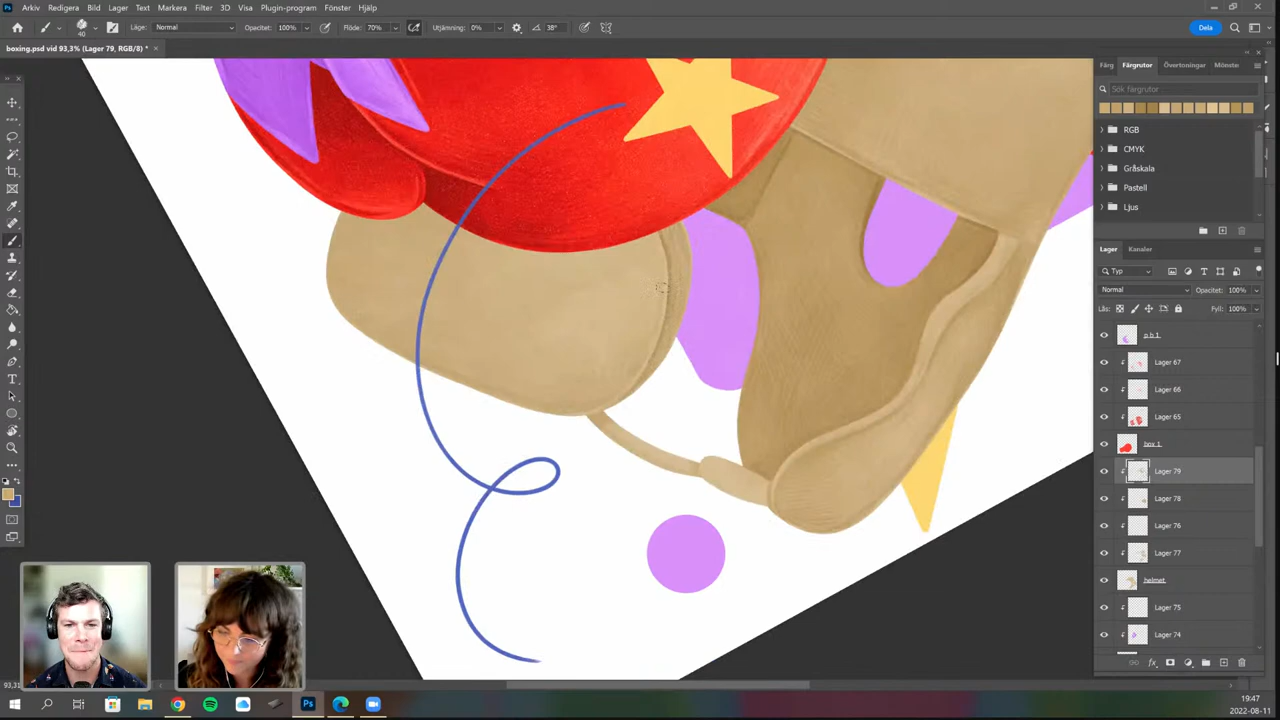 Arkiv Redigera Bild Lager Text Markera Filter 3D Visa Plugin-program Fönster Hjälp
40 Läge: Normal Opacitet: 100% Flöde: 70% Utjämning: 0% 38° Dela
boxing.psd vid 93,3% (Lager 79, RGB/8) *
Färg Färgrutor Övertoningar Mönster
Sök färgrutor
RGB
CMYK
Gråskala
Pastell
Ljus
Lager Kanaler
Typ
Normal Opacitet: 100%
Lås: Fyll: 100%
p b 1
Lager 67
Lager 66
Lager 65
box 1
Lager 79
Lager 78
Lager 76
Lager 77
helmet
Lager 75
Lager 74
19:47
2022-08-11